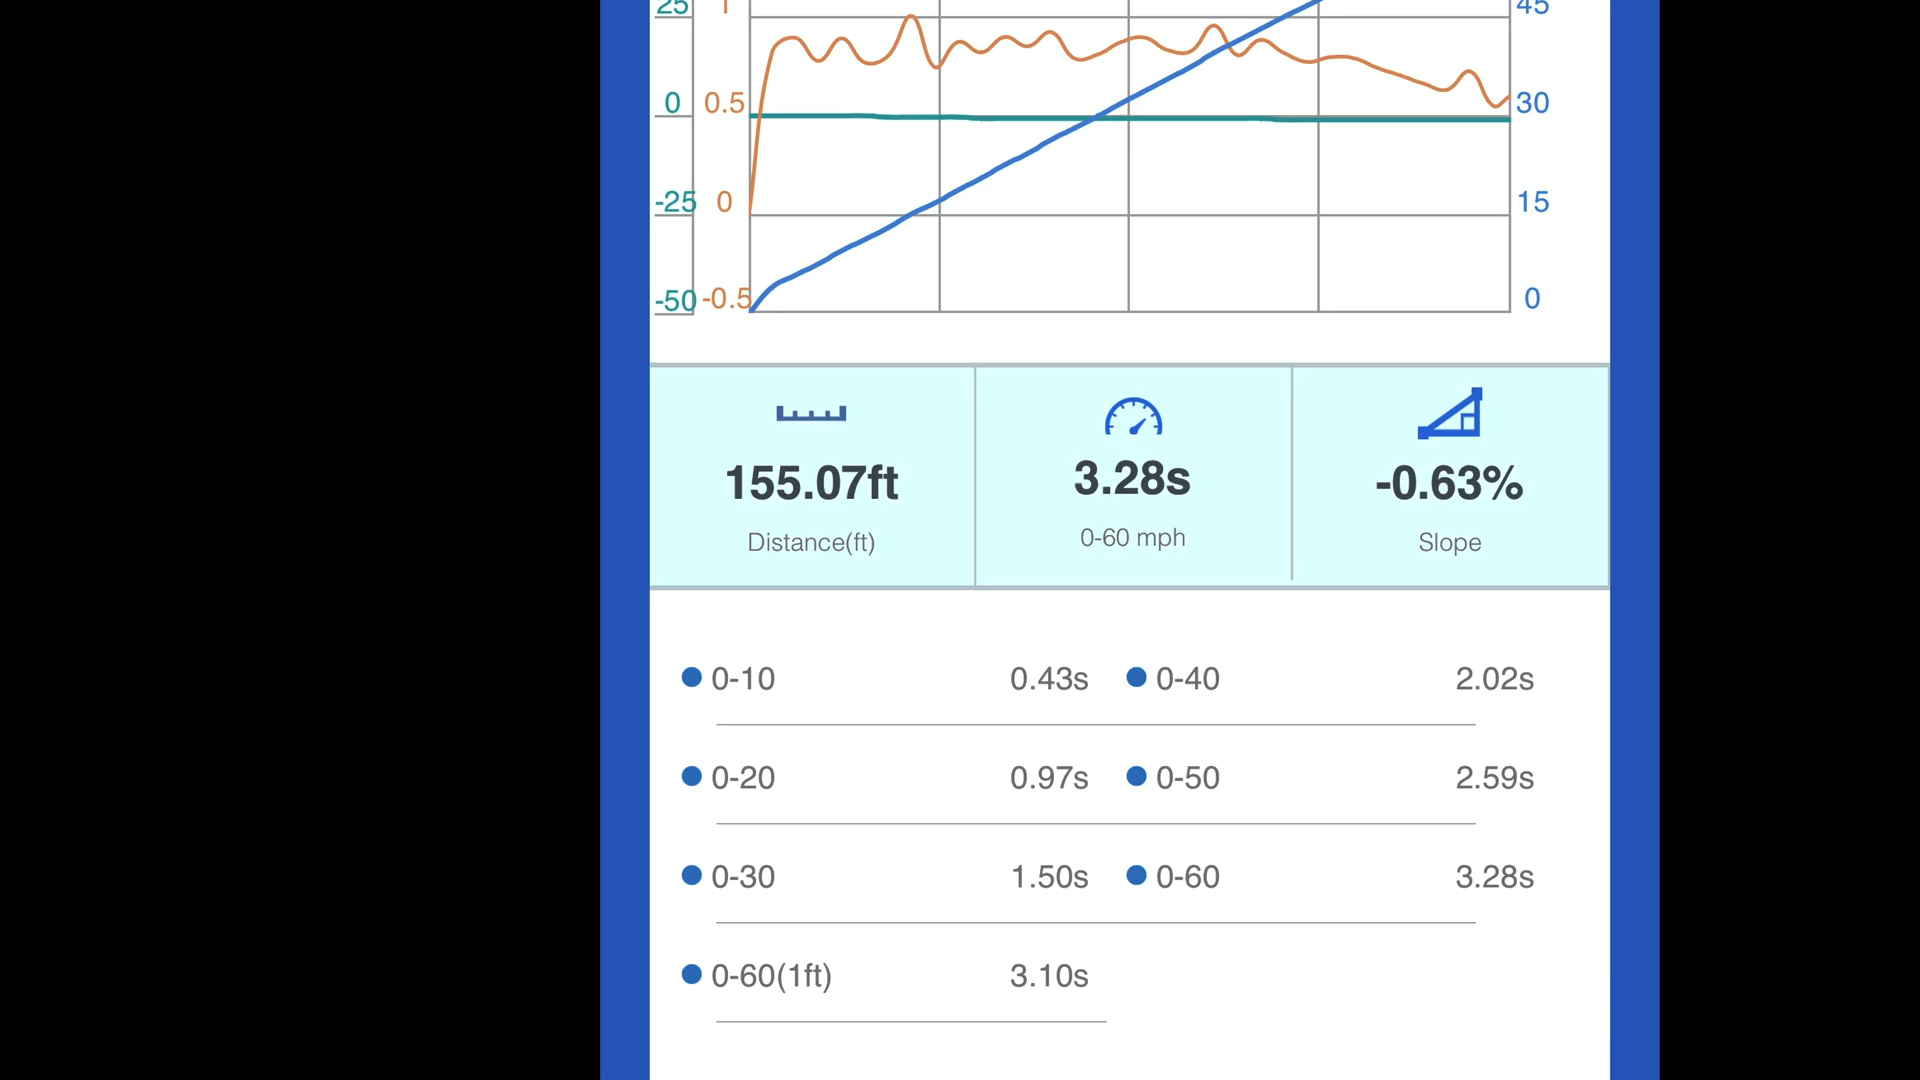 25 1 45
0 0.5 30
-25 0 15
-50 -0.5 0
155.07ft 3.28s -0.63%
Distance(ft) 0-60 mph Slope
0-10 0.43s 0-40 2.02s
0-20 0.97s 0-50 2.59s
0-30 1.50s 0-60 3.28s
0-60(1ft) 3.10s